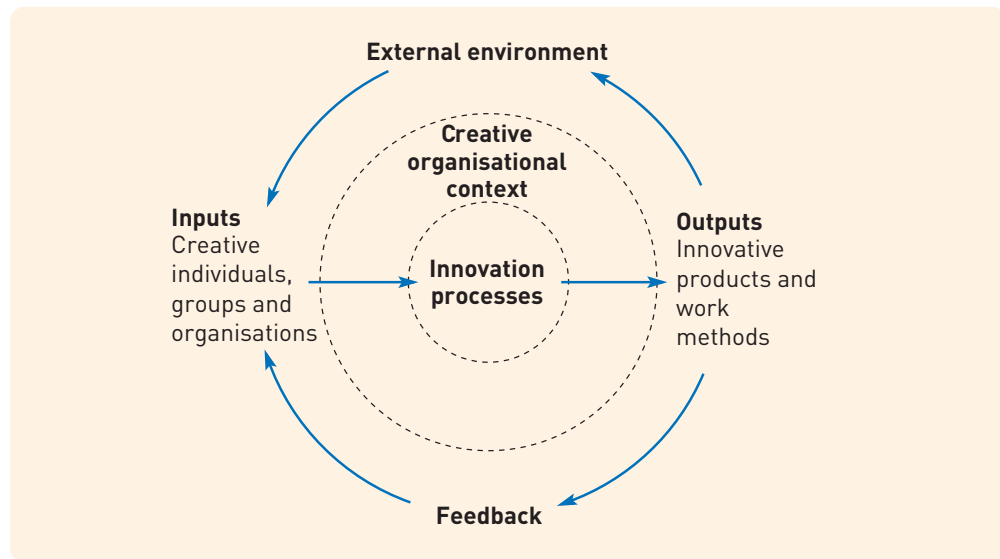 External environment
Creative
organisational
context
Inputs
Creative
individuals,
groups and
organisations
Innovation
processes
Outputs
Innovative
products and
work
methods
Feedback